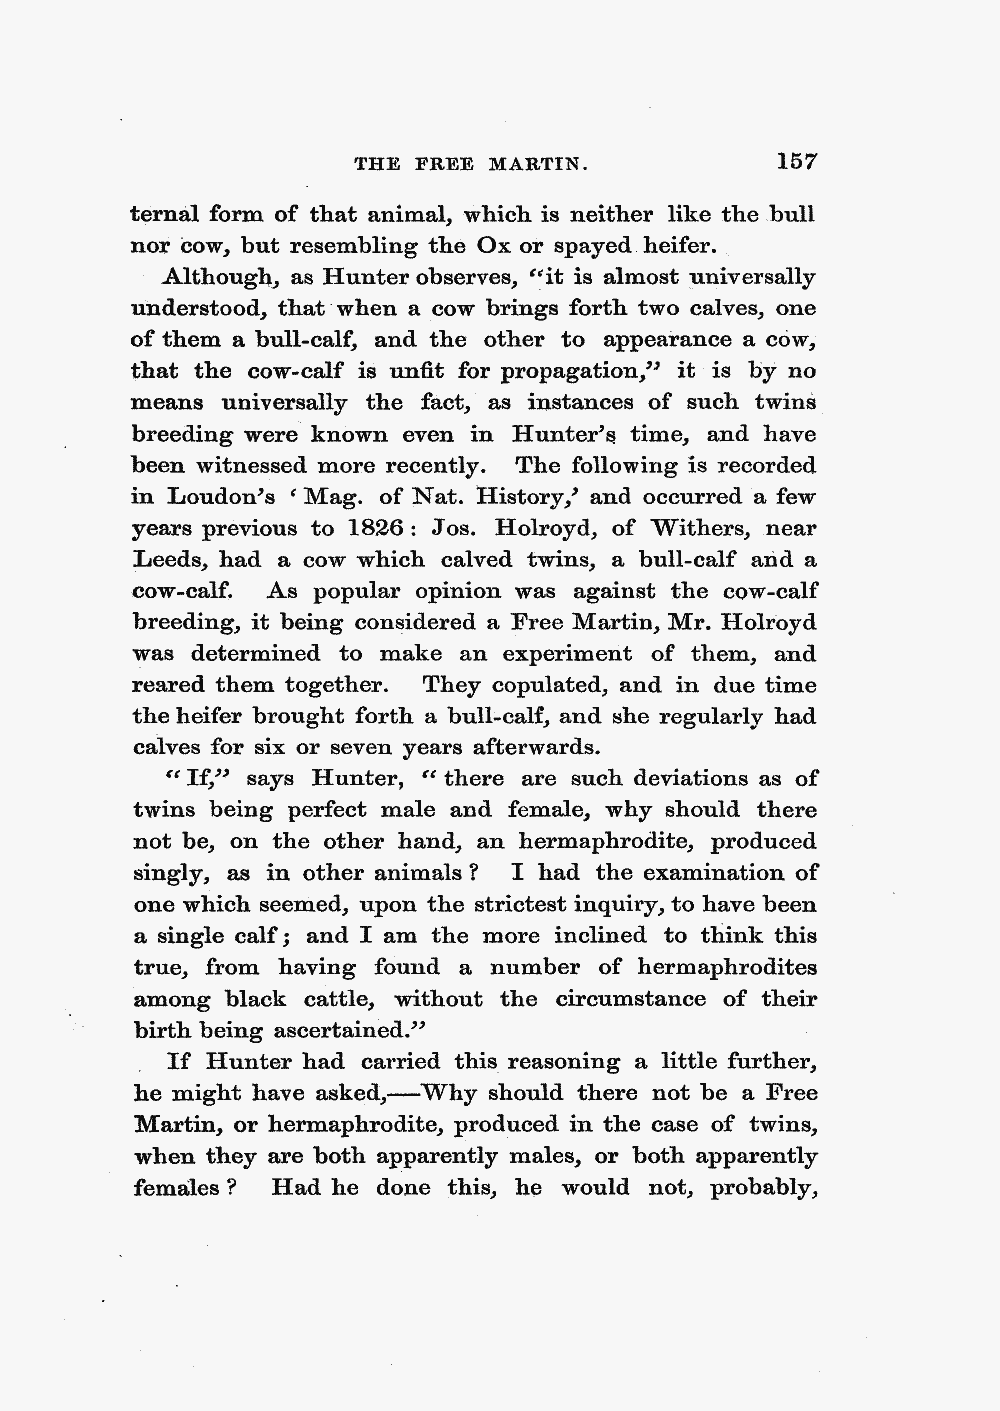 THE FREE MARTIN. 157
ternal form of that animal, which is neither like the bull
nor cow, but resembling the Ox or spayed heifer.
Although, as Hunter observes, “it is almost universally
understood, that when a cow brings forth two calves, one
of them a bull-calf, and the other to appearance a cow,
that the cow-calf is unfit for propagation,” it is by no
means universally the fact, as instances of such twins
breeding were known even in Hunter’s time, and have
been witnessed more recently. The following is recorded
in Loudon’s ‘Mag. of Nat. History,’ and occurred a few
years previous to 1826: Jos. Holroyd, of Withers, near
Leeds, had a cow which calved twins, a bull-calf and a
cow-calf. As popular opinion was against the cow-calf
breeding, it being considered a Free Martin, Mr. Holroyd
was determined to make an experiment of them, and
reared them together. They copulated, and in due time
the heifer brought forth a bull-calf, and she regularly had
calves for six or seven years afterwards.
“If,” says Hunter, “there are such deviations as of
twins being perfect male and female, why should there
not be, on the other hand, an hermaphrodite, produced
singly, as in other animals? I had the examination of
one which seemed, upon the strictest inquiry, to have been
a single calf; and I am the more inclined to think this
true, from having found a number of hermaphrodites
among black cattle, without the circumstance of their
birth being ascertained.”
If Hunter had carried this reasoning a little further,
he might have asked,—Why should there not be a Free
Martin, or hermaphrodite, produced in the case of twins,
when they are both apparently males, or both apparently
females? Had he done this, he would not, probably,